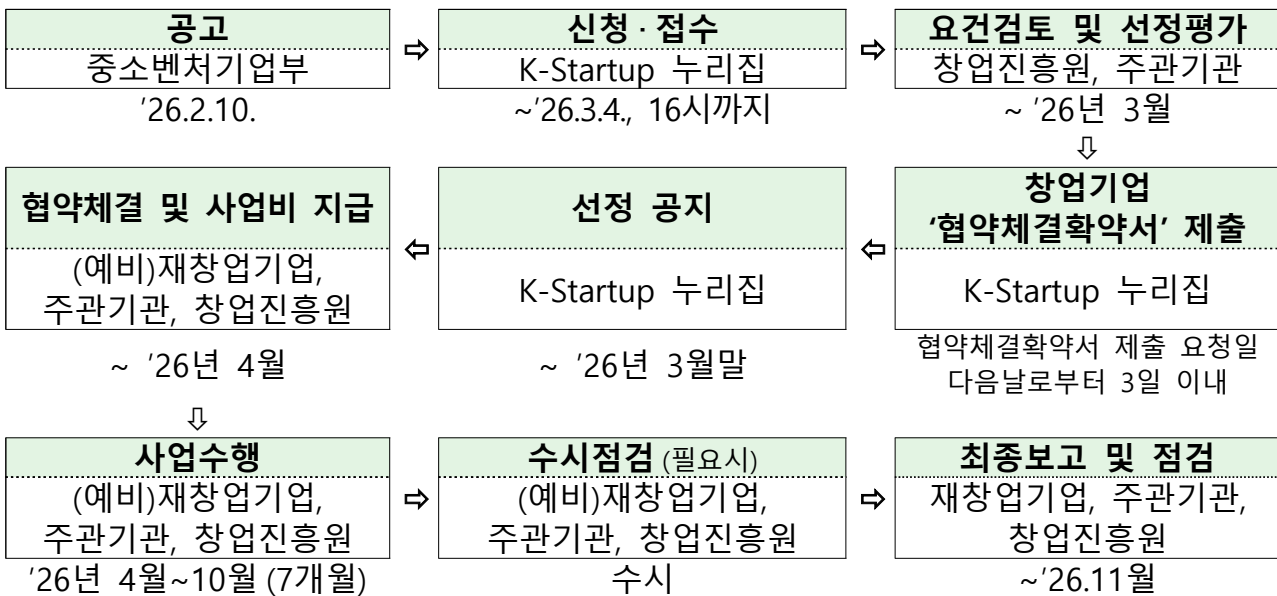 공고
중소벤처기업부
'26.2.10.
⇨
신청·접수
K-Startup 누리집
~'26.3.4., 16시까지
⇨
요건검토 및 선정평가
창업진흥원, 주관기관
~ '26년 3월
⇩
창업기업
'협약체결확약서' 제출
K-Startup 누리집
협약체결확약서 제출 요청일
다음날로부터 3일 이내
⇦
선정 공지
K-Startup 누리집
~ '26년 3월말
⇦
협약체결 및 사업비 지급
(예비)재창업기업,
주관기관, 창업진흥원
~ '26년 4월
⇩
사업수행
(예비)재창업기업,
주관기관, 창업진흥원
'26년 4월~10월 (7개월)
⇨
수시점검 (필요시)
(예비)재창업기업,
주관기관, 창업진흥원
수시
⇨
최종보고 및 점검
재창업기업, 주관기관,
창업진흥원
~'26.11월